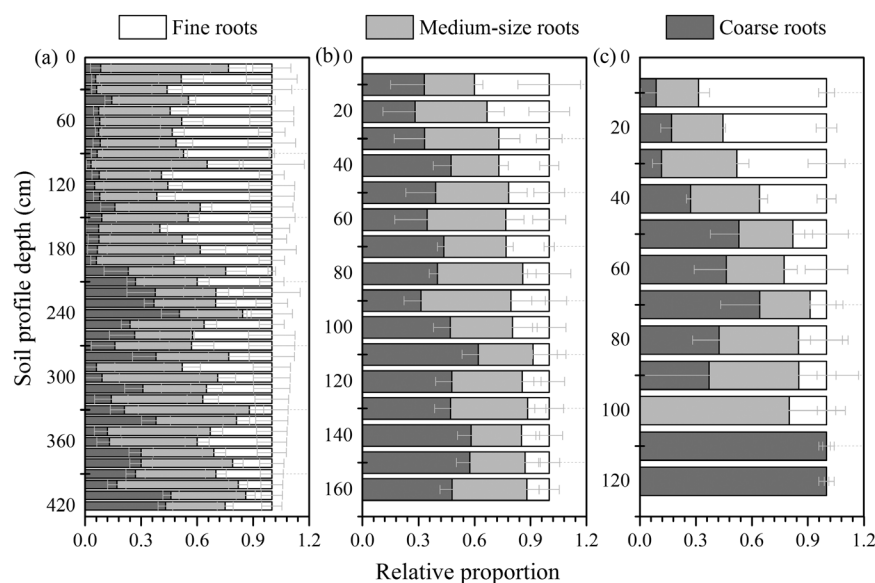 Fine roots Medium-size roots Coarse roots
(a) 0 60 120 180 240 300 360 420
0.0 0.3 0.6 0.9 1.2
(b) 0 20 40 60 80 100 120 140 160
0.0 0.3 0.6 0.9 1.2
(c) 0 20 40 60 80 100 120
0.0 0.3 0.6 0.9 1.2
Soil profile depth (cm)
Relative proportion